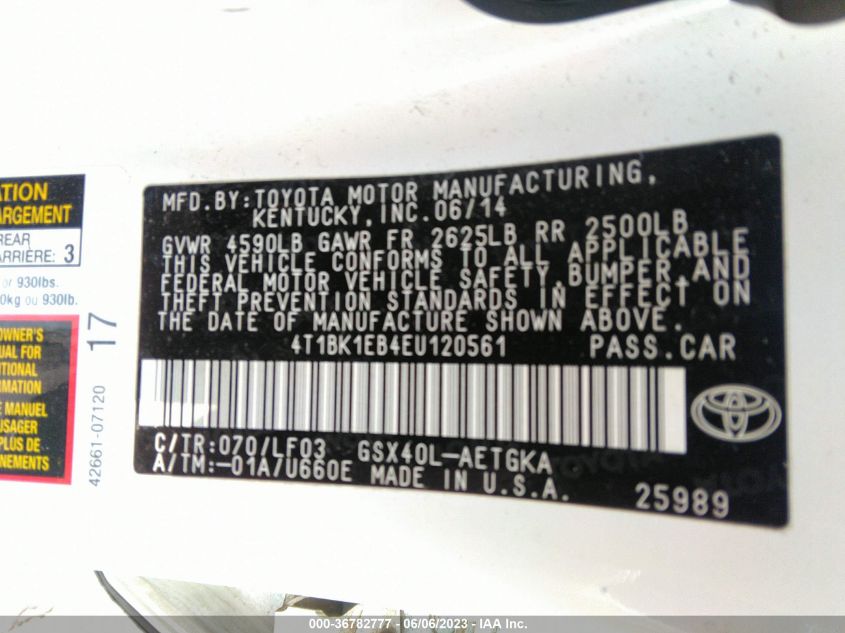 MFD.BY:TOYOTA MOTOR MANUFACTURING,
KENTUCKY,INC.06/14
GVWR 4590LB GAWR FR 2625LB RR 2500LB
THIS VEHICLE CONFORMS TO ALL APPLICABLE
FEDERAL MOTOR VEHICLE SAFETY,BUMPER,AND
THEFT PREVENTION STANDARDS IN EFFECT ON
THE DATE OF MANUFACTURE SHOWN ABOVE.
4T1BK1EB4EU120561 PASS.CAR
C/TR:070/LF03 GSX40L-AETGKA
A/TM:-01A/U660E MADE IN U.S.A.
25989
REAR
ARRIÈRE: 3
or 930lbs.
0kg ou 930lb.
OWNER'S
UAL FOR
ITIONAL
RMATION
E MANUEL
USAGER
PLUS DE
NEMENTS
17
42661-07120
000-36782777 - 06/06/2023 - IAA Inc.